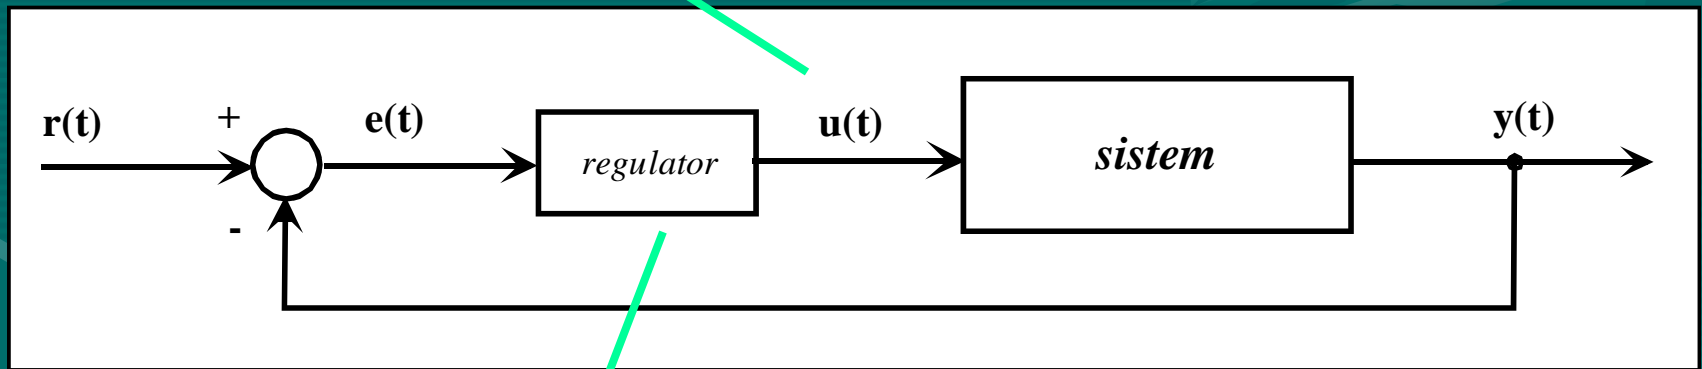 r(t)
+
e(t)
regulator
u(t)
sistem
y(t)
-